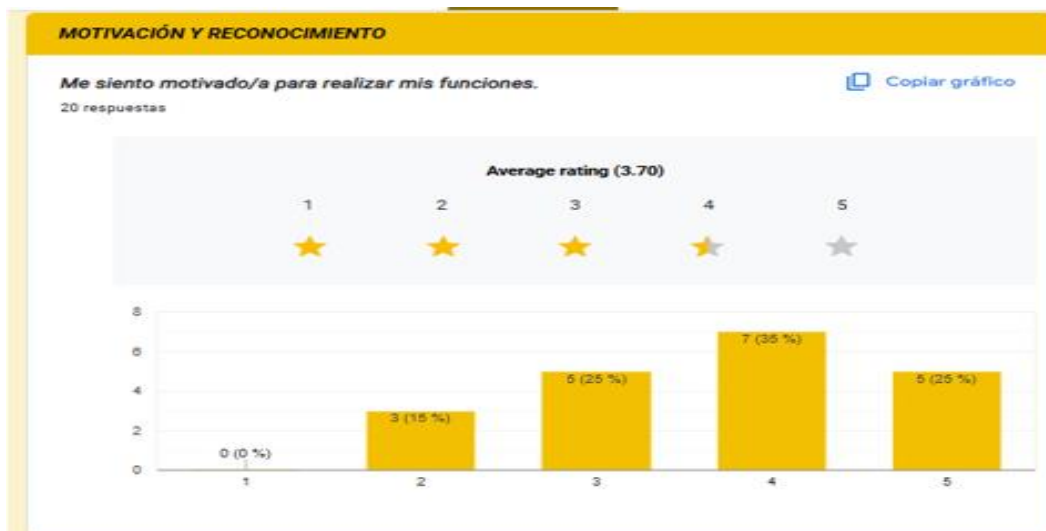 MOTIVACIÓN Y RECONOCIMIENTO
Me siento motivado/a para realizar mis funciones.
Copiar gráfico
20 respuestas
Average rating (3.70)
1 2 3 4 5
8
6
4
2
0
0 (0 %)
3 (15 %)
5 (25 %)
7 (35 %)
5 (25 %)
1 2 3 4 5